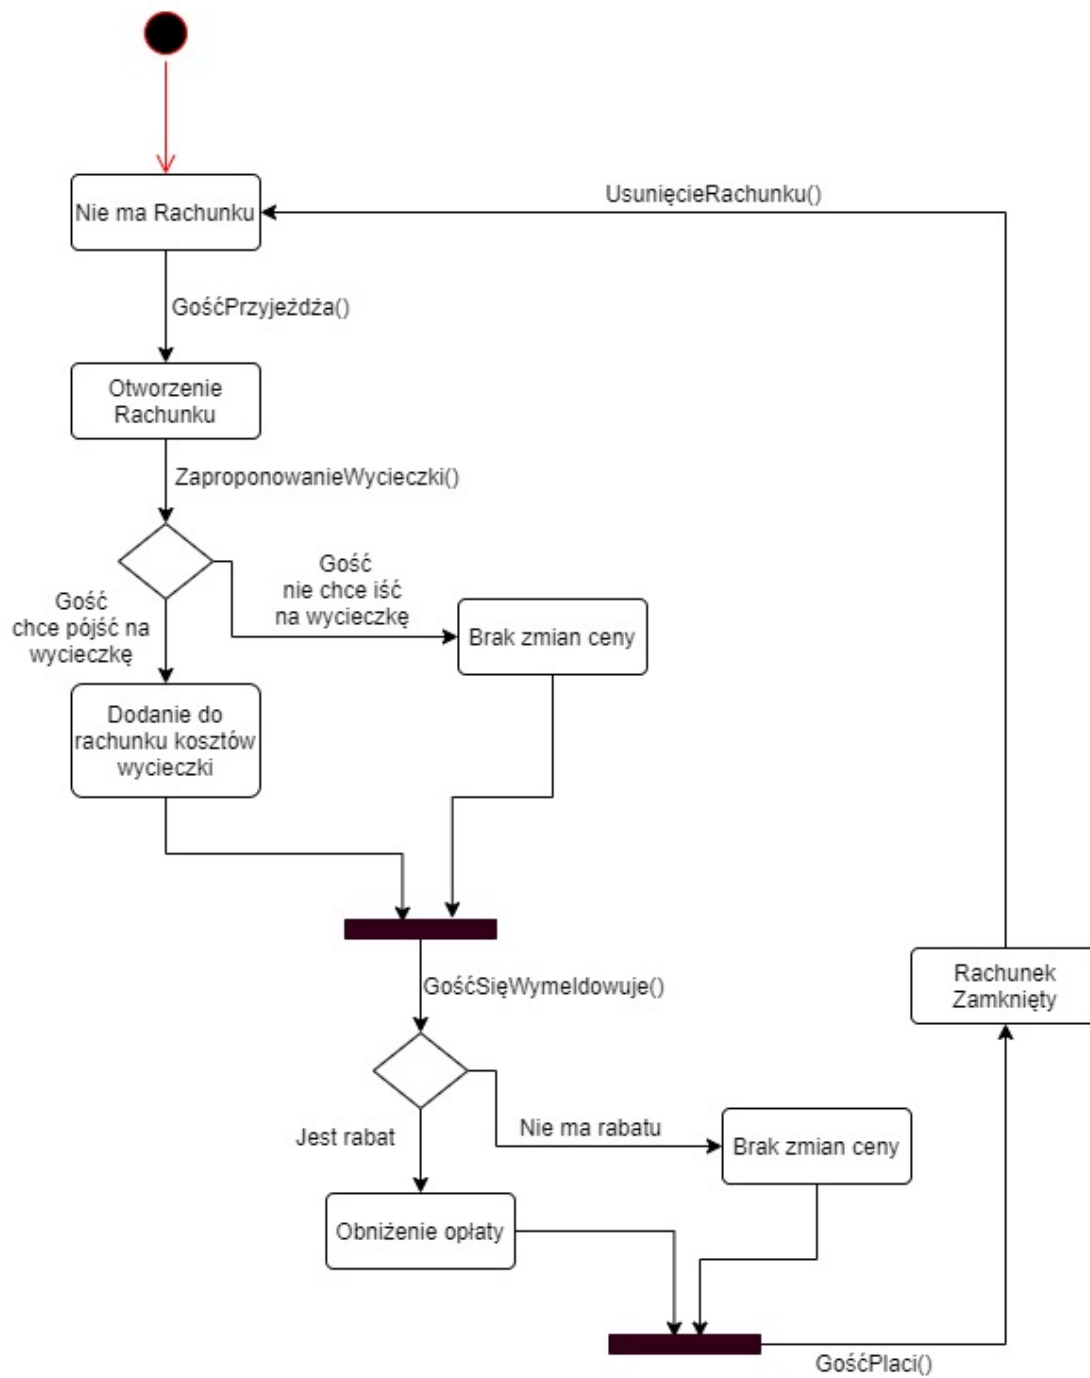 Nie ma Rachunku
UsunięcieRachunku()
GośćPrzyjeżdża()
Otworzenie
Rachunku
ZaproponowanieWycieczki()
Gość
nie chce iść
na wycieczkę
Gość
chce pójść na
wycieczkę
Brak zmian ceny
Dodanie do
rachunku kosztów
wycieczki
GośćSięWymeldowuje()
Rachunek
Zamknięty
Jest rabat
Nie ma rabatu
Brak zmian ceny
Obniżenie opłaty
GośćPlaci()